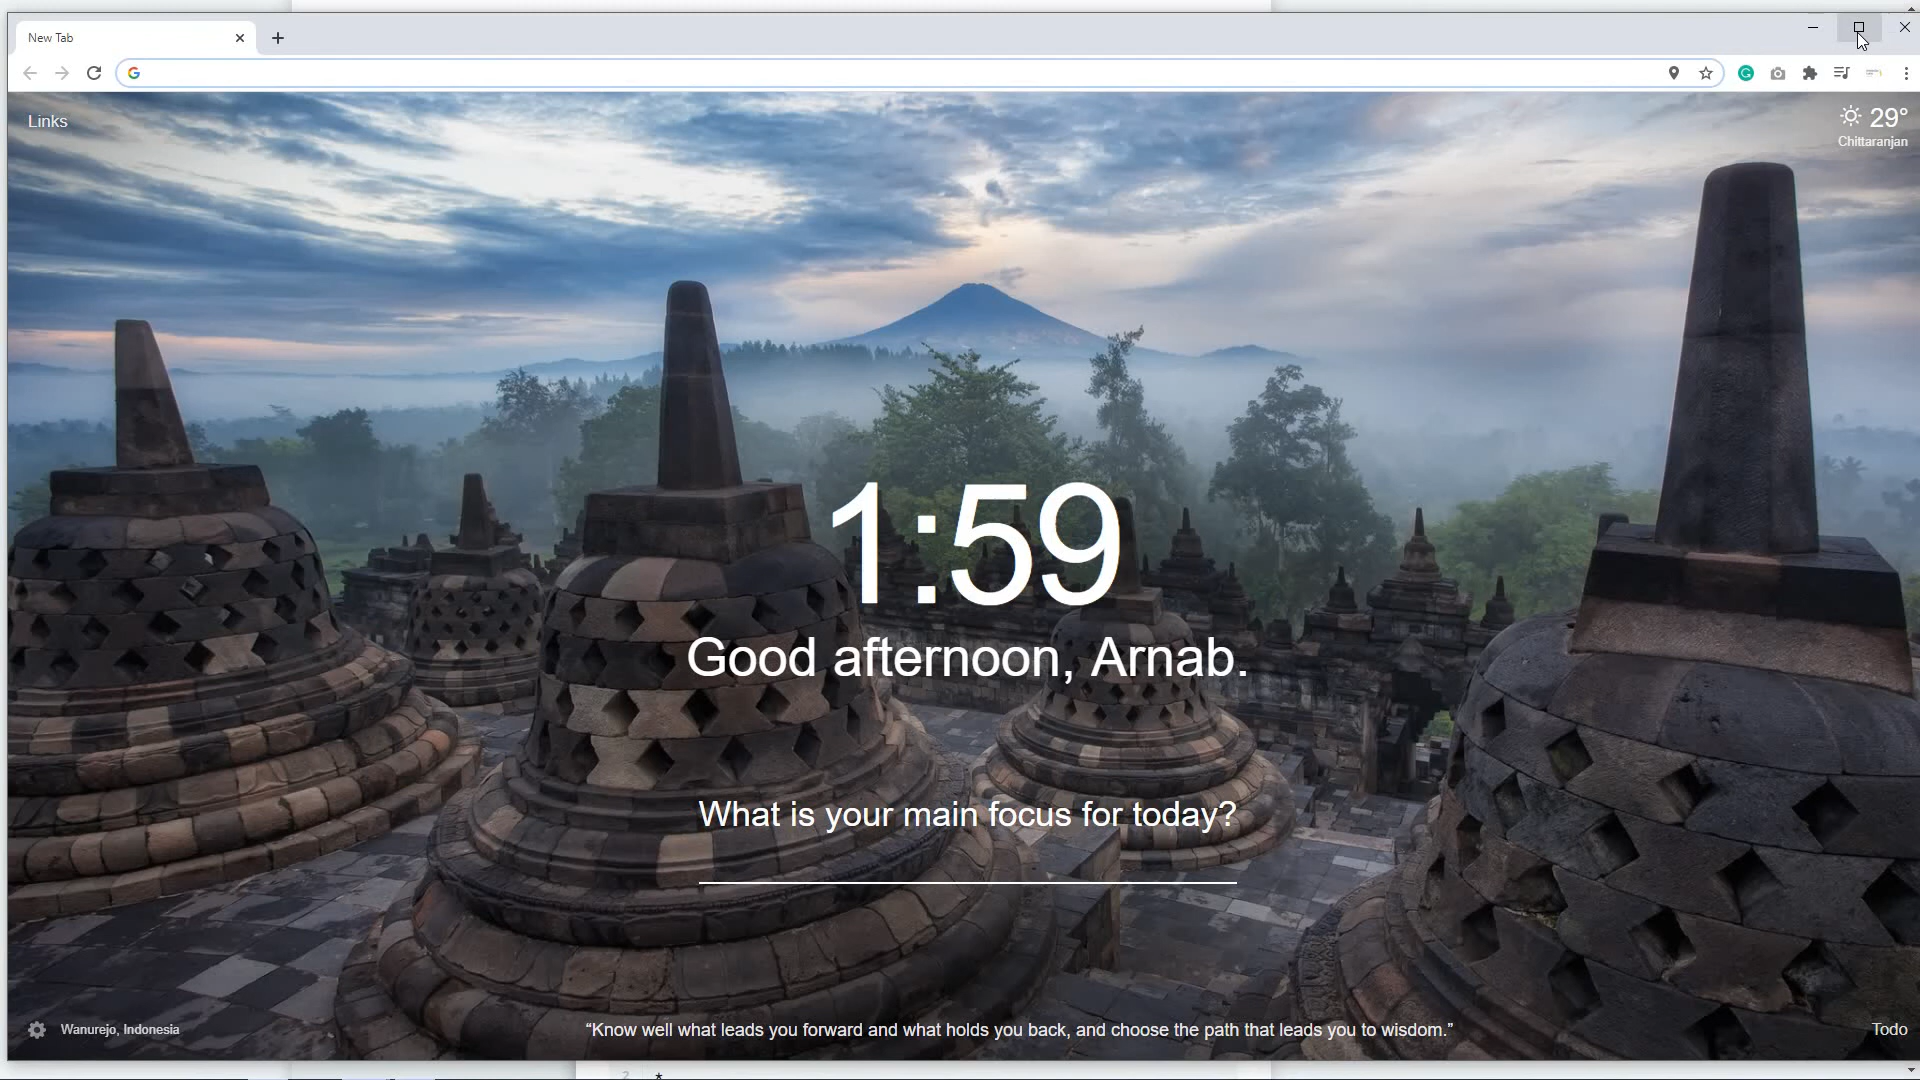 New Tab
Links
29°
Chittaranjan
1:59
Good afternoon, Arnab.
What is your main focus for today?
Wanurejo, Indonesia
“Know well what leads you forward and what holds you back, and choose the path that leads you to wisdom.”
Todo
2 *